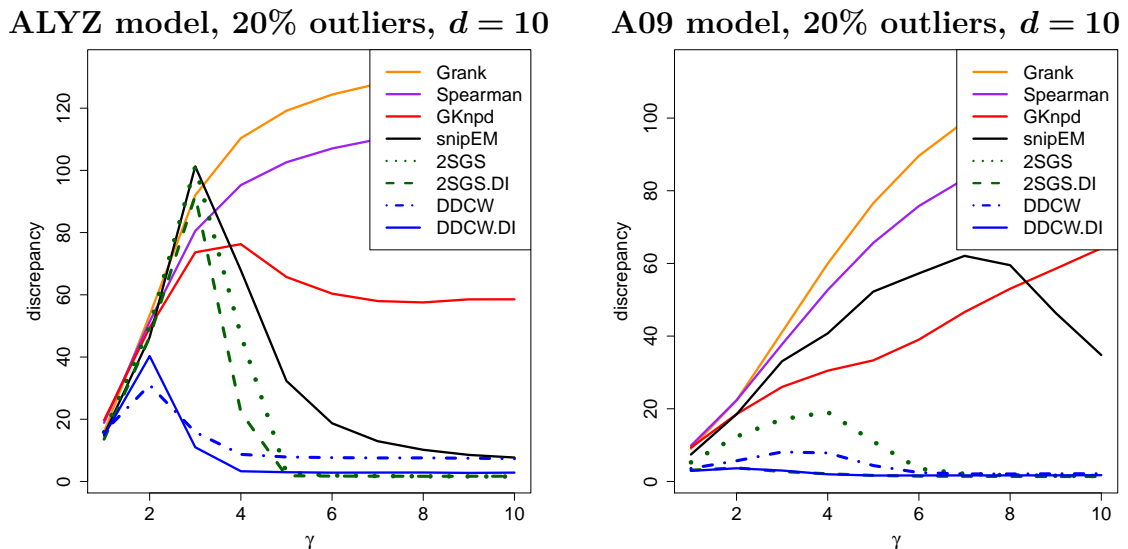 ALYZ model, 20% outliers, d = 10
discrepancy
0 20 40 60 80 100 120
2 4 6 8 10
γ
Grank
Spearman
GKnpd
snipEM
2SGS
2SGS.DI
DDCW
DDCW.DI
A09 model, 20% outliers, d = 10
discrepancy
0 20 40 60 80 100
2 4 6 8 10
γ
Grank
Spearman
GKnpd
snipEM
2SGS
2SGS.DI
DDCW
DDCW.DI